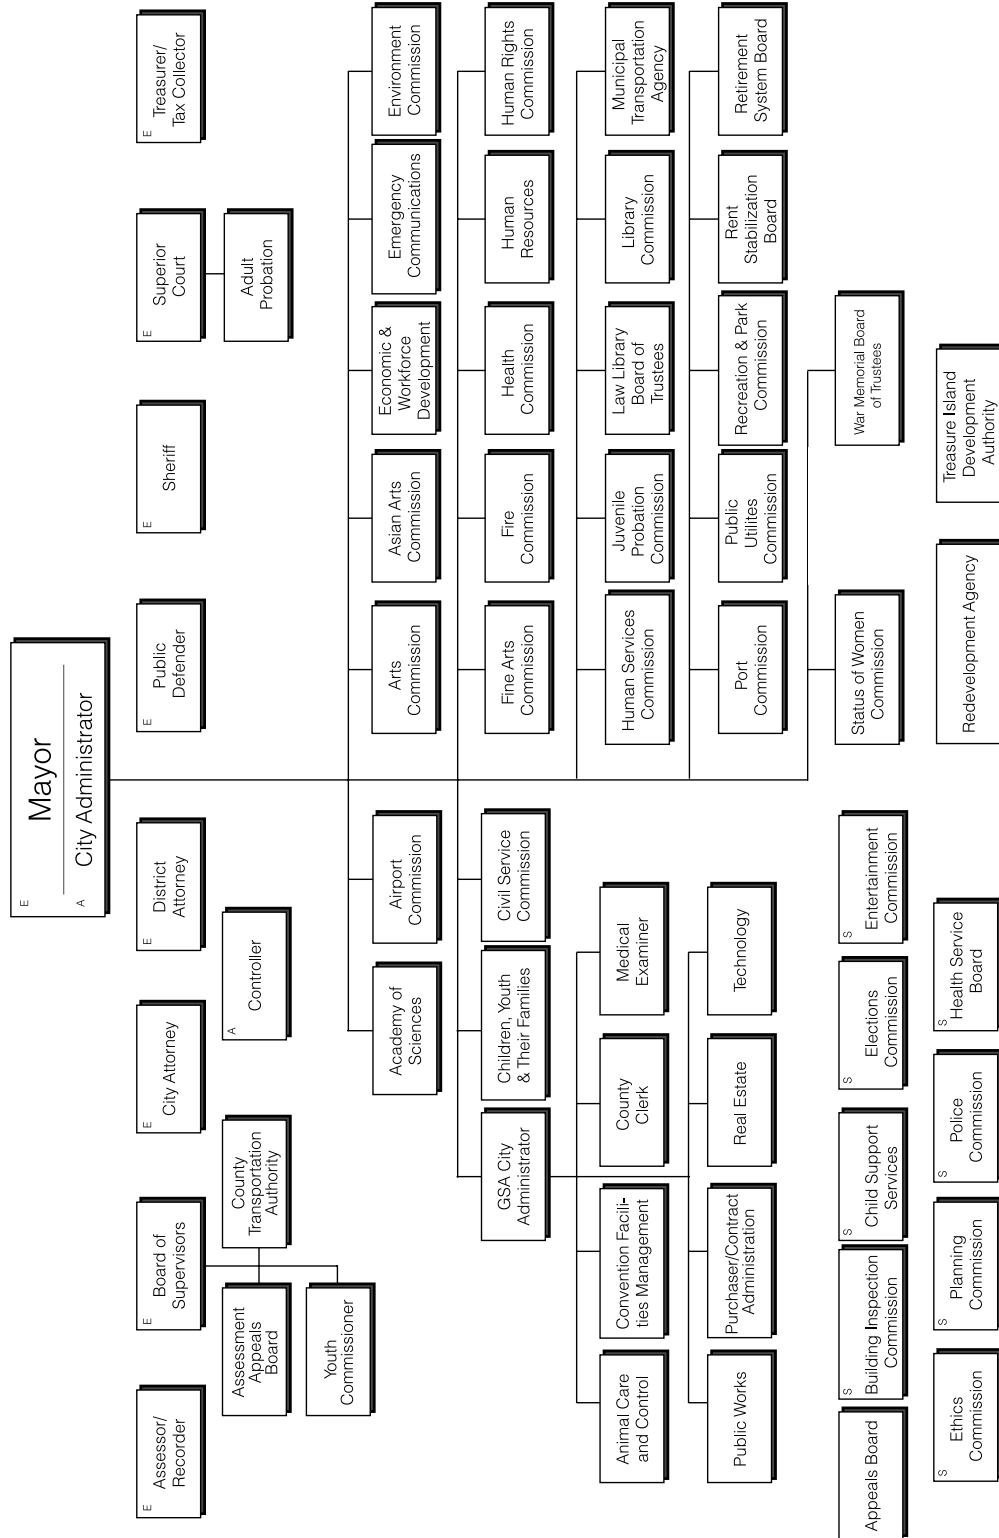 E
Mayor
A
City Administrator
E
Assessor/
Recorder
E
Board of
Supervisors
E
City Attorney
E
District
Attorney
E
Public
Defender
E
Sheriff
E
Superior
Court
E
Treasurer/
Tax Collector
Assessment
Appeals
Board
County
Transportation
Authority
A
Controller
Adult
Probation
Youth
Commissioner
Academy of
Sciences
Airport
Commission
Arts
Commission
Asian Arts
Commission
Economic &
Workforce
Development
Emergency
Communications
Environment
Commission
GSA City
Administrator
Children, Youth
& Their Families
Civil Service
Commission
Fine Arts
Commission
Fire
Commission
Health
Commission
Human
Resources
Human Rights
Commission
Animal Care
and Control
Convention Facili-
ties Management
County
Clerk
Medical
Examiner
Human Services
Commission
Juvenile
Probation
Commission
Law Library
Board of
Trustees
Library
Commission
Municipal
Transportation
Agency
Public Works
Purchaser/Contract
Administration
Real Estate
Technology
Port
Commission
Public
Utilites
Commission
Recreation & Park
Commission
Rent
Stabilization
Board
Retirement
System Board
Appeals Board
S
Building Inspection
Commission
S
Child Support
Services
S
Elections
Commission
S
Entertainment
Commission
Status of Women
Commission
War Memorial Board
of Trustees
S
Ethics
Commission
S
Planning
Commission
S
Police
Commission
S
Health Service
Board
Redevelopment Agency
Treasure Island
Development
Authority